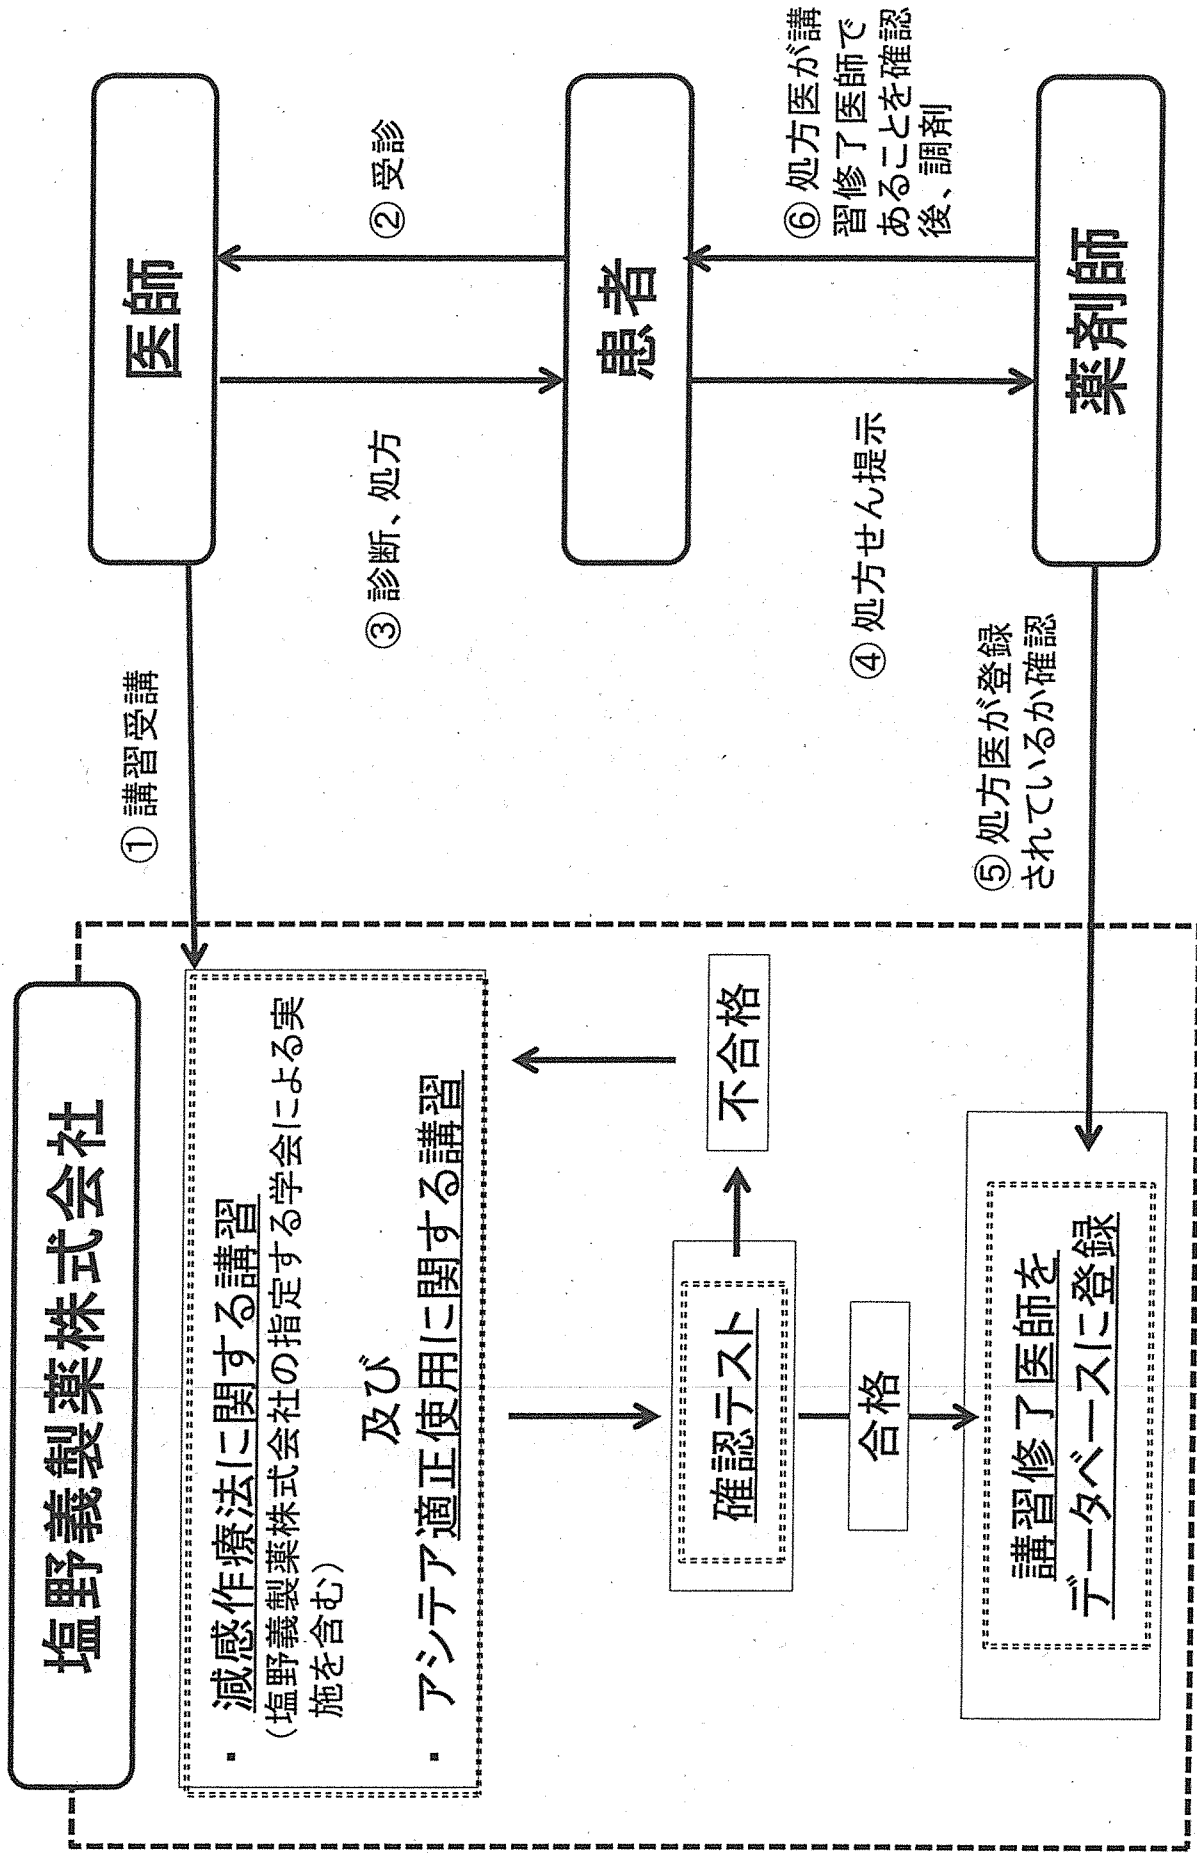 塩野義製薬株式会社
・ 減感作療法に関する講習
(塩野義製薬株式会社の指定する学会による実
施を含む)
及び
・ アシテア適正使用に関する講習
確認テスト
不合格
合格
講習修了医師を
データベースに登録
① 講習受講
医師
② 受診
③ 診断、処方
患者
④ 処方せん提示
⑤ 処方医が登録
されているか確認
⑥ 処方医が講
習修了医師で
あることを確認
後、調剤
薬剤師